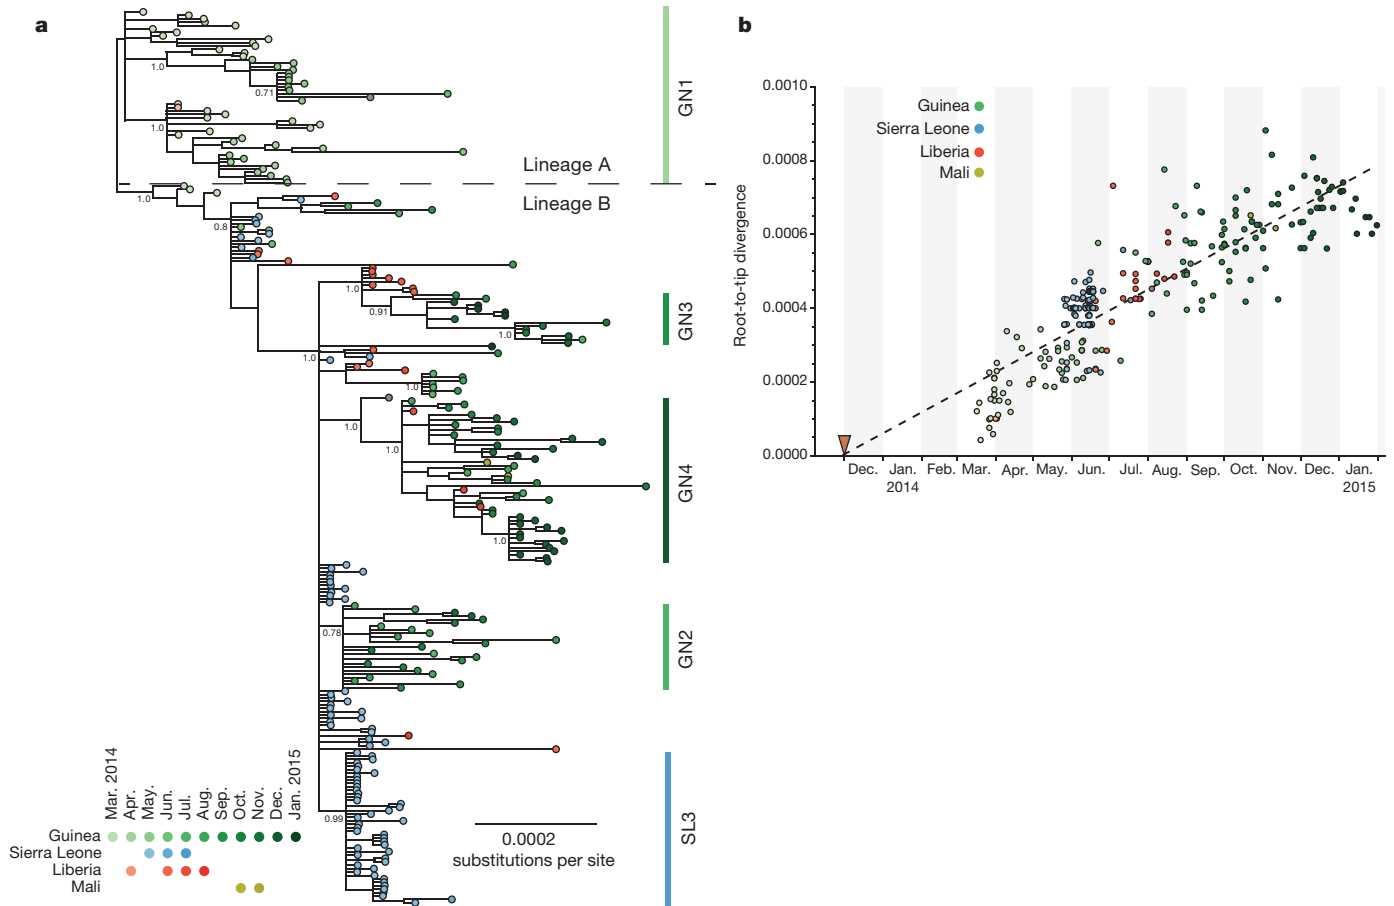 a
1.0
0.71
1.0
GN1
Lineage A
Lineage B
1.0
0.8
1.0
0.91
1.0
GN3
1.0
1.0
1.0
1.0
GN4
1.0
0.78
GN2
0.99
SL3
0.0002
substitutions per site
Mar. 2014
Apr.
May.
Jun.
Jul.
Aug.
Sep.
Oct.
Nov.
Dec.
Jan. 2015
Guinea
Sierra Leone
Liberia
Mali
b
Root-to-tip divergence
0.0010
0.0008
0.0006
0.0004
0.0002
0.0000
Guinea
Sierra Leone
Liberia
Mali
Dec. Jan. Feb. Mar. Apr. May. Jun. Jul. Aug. Sep. Oct. Nov. Dec. Jan.
2014 2015